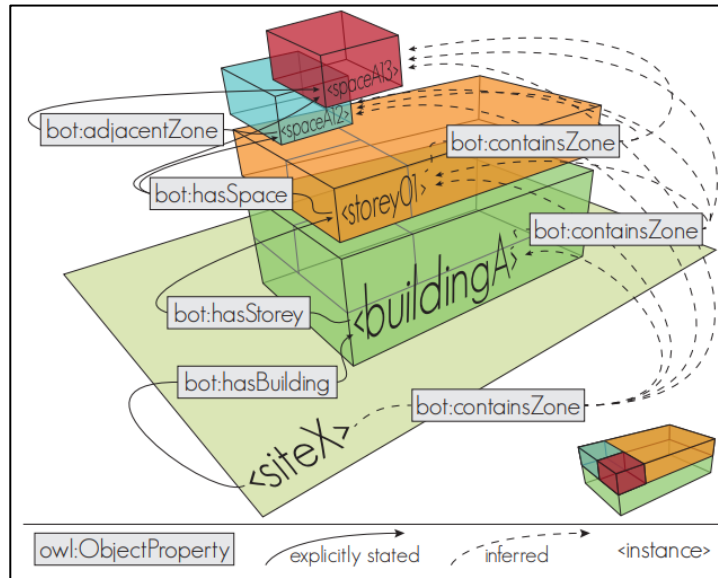 <spaceA13>
<spaceA12>
bot:adjacentZone
bot:containsZone
bot:hasSpace
<storey01>
bot:containsZone
<buildingA>
bot:hasStorey
bot:hasBuilding
bot:containsZone
<siteX>
owl:ObjectProperty
explicitly stated
inferred
<instance>